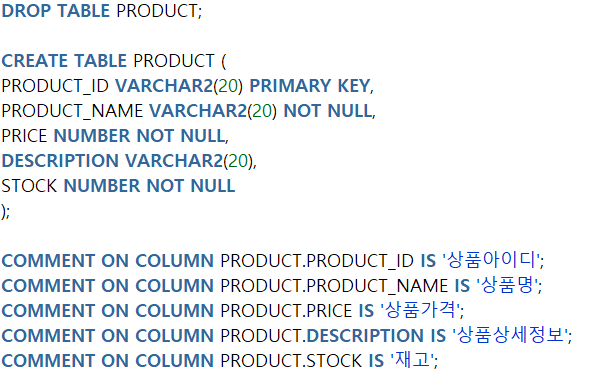 DROP TABLE PRODUCT;
CREATE TABLE PRODUCT (
PRODUCT_ID VARCHAR2(20) PRIMARY KEY,
PRODUCT_NAME VARCHAR2(20) NOT NULL,
PRICE NUMBER NOT NULL,
DESCRIPTION VARCHAR2(20),
STOCK NUMBER NOT NULL
);
COMMENT ON COLUMN PRODUCT.PRODUCT_ID IS '상품아이디';
COMMENT ON COLUMN PRODUCT.PRODUCT_NAME IS '상품명';
COMMENT ON COLUMN PRODUCT.PRICE IS '상품가격';
COMMENT ON COLUMN PRODUCT.DESCRIPTION IS '상품상세정보';
COMMENT ON COLUMN PRODUCT.STOCK IS '재고';